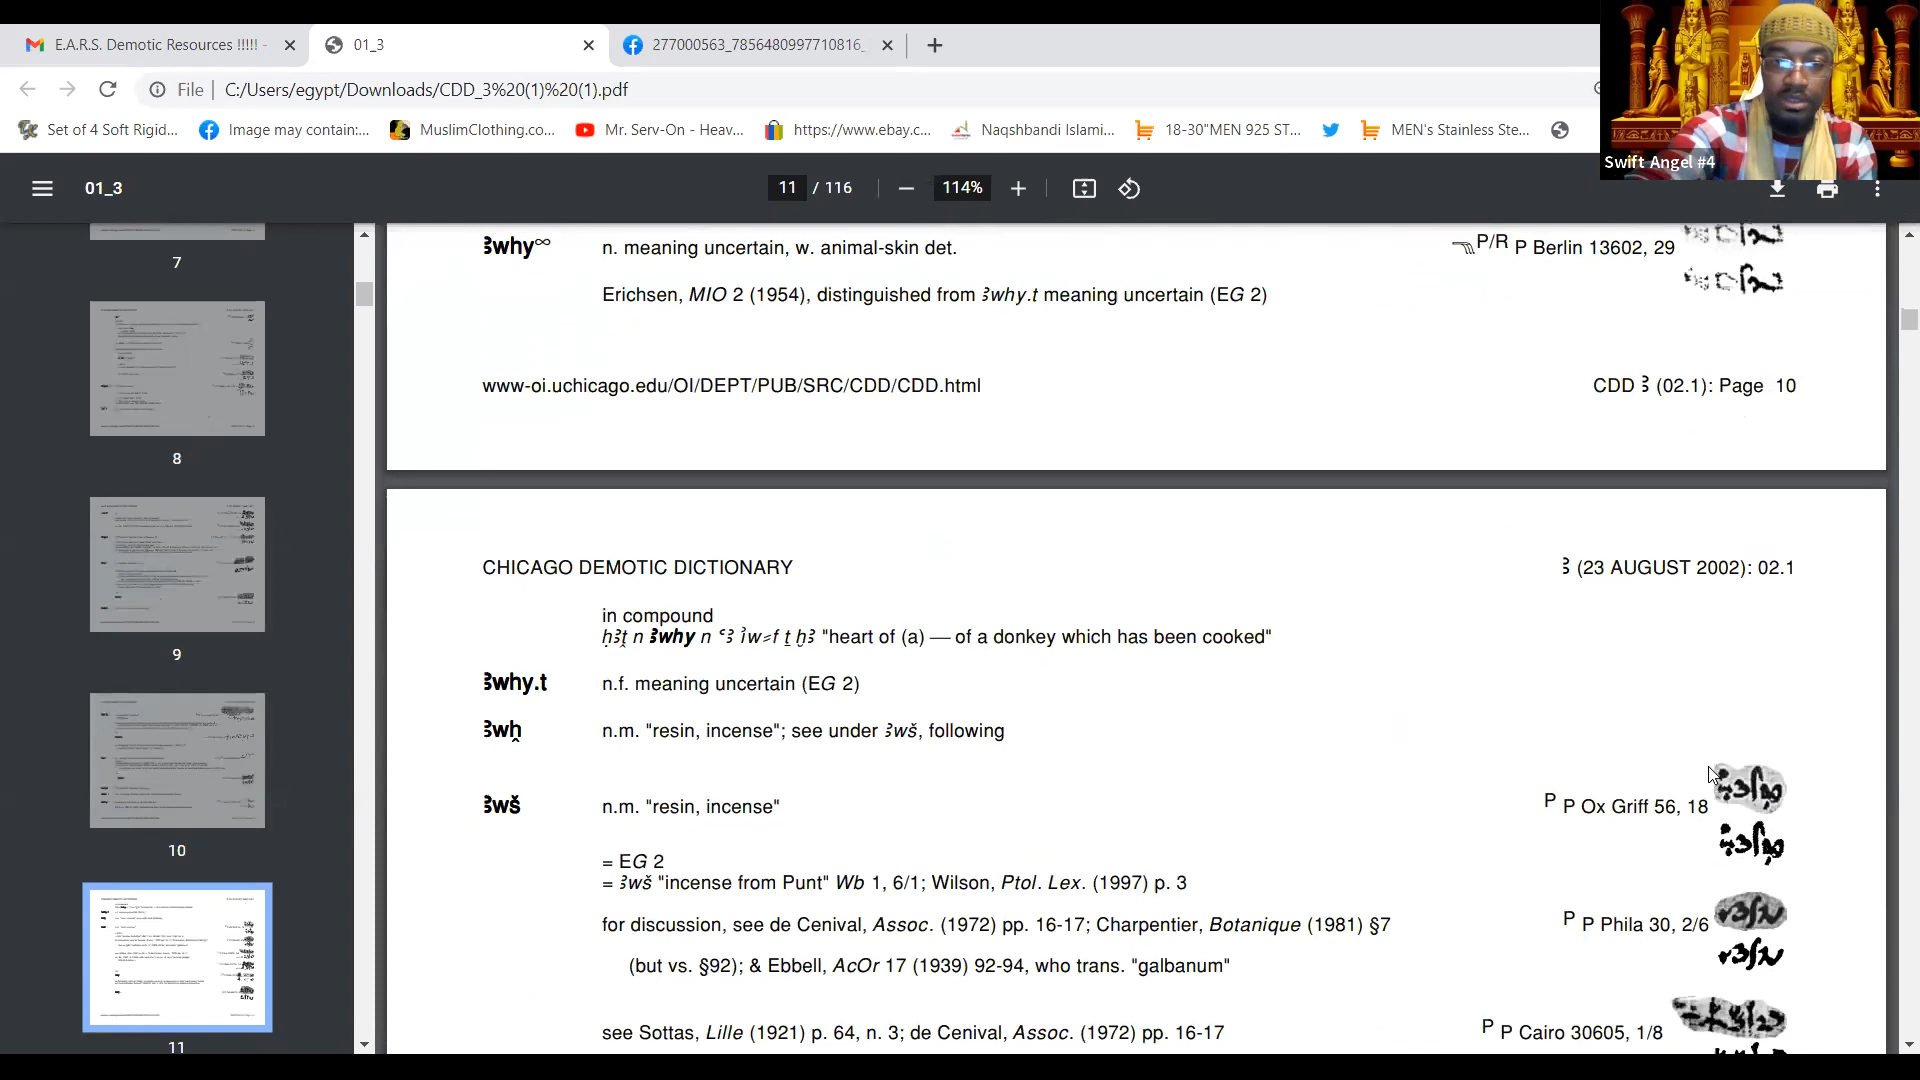 E.A.R.S. Demotic Resources !!!!! -
01_3
277000563_7856480997710816_
File
C:/Users/egypt/Downloads/CDD_3%20(1)%20(1).pdf
Set of 4 Soft Rigid...
Image may contain:...
MuslimClothing.co...
Mr. Serv-On - Heav...
https://www.ebay.c...
Naqshbandi Islami...
18-30"MEN 925 ST...
MEN's Stainless Ste...
Swift Angel #4
01_3
11 / 116
114%
7
8
9
10
11
ꜣwhy∞ n. meaning uncertain, w. animal-skin det. P/R P Berlin 13602, 29
Erichsen, MIO 2 (1954), distinguished from ꜣwhy.t meaning uncertain (EG 2)
www-oi.uchicago.edu/OI/DEPT/PUB/SRC/CDD/CDD.html CDD ꜣ (02.1): Page 10
CHICAGO DEMOTIC DICTIONARY ꜣ (23 AUGUST 2002): 02.1
in compound
ḥꜣṱ n ꜣwhy n ꜥꜣ ı͗w⸗f ṯ ẖꜣ "heart of (a) — of a donkey which has been cooked"
ꜣwhy.t n.f. meaning uncertain (EG 2)
ꜣwh̭ n.m. "resin, incense"; see under ꜣwš, following
ꜣwš n.m. "resin, incense" P P Ox Griff 56, 18
= EG 2
= ꜣwš "incense from Punt" Wb 1, 6/1; Wilson, Ptol. Lex. (1997) p. 3
for discussion, see de Cenival, Assoc. (1972) pp. 16-17; Charpentier, Botanique (1981) §7 P P Phila 30, 2/6
(but vs. §92); & Ebbell, AcOr 17 (1939) 92-94, who trans. "galbanum"
see Sottas, Lille (1921) p. 64, n. 3; de Cenival, Assoc. (1972) pp. 16-17 P P Cairo 30605, 1/8